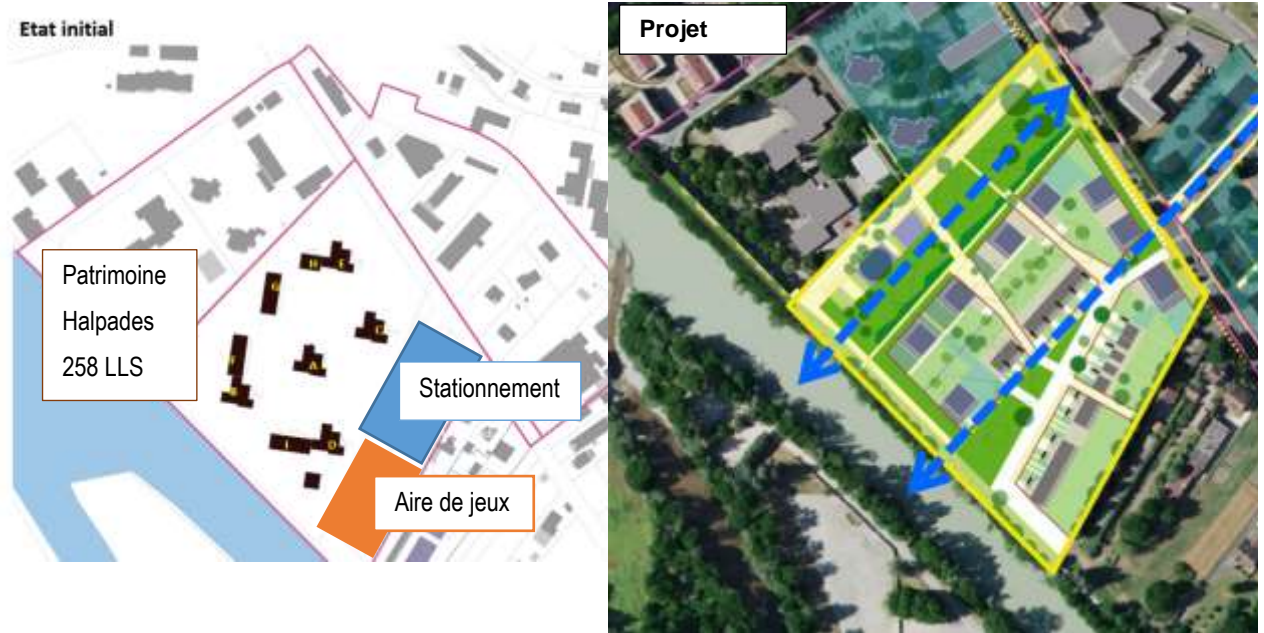 Etat initial
Projet
Patrimoine
Halpades
258 LLS
Stationnement
Aire de jeux
H
C
A